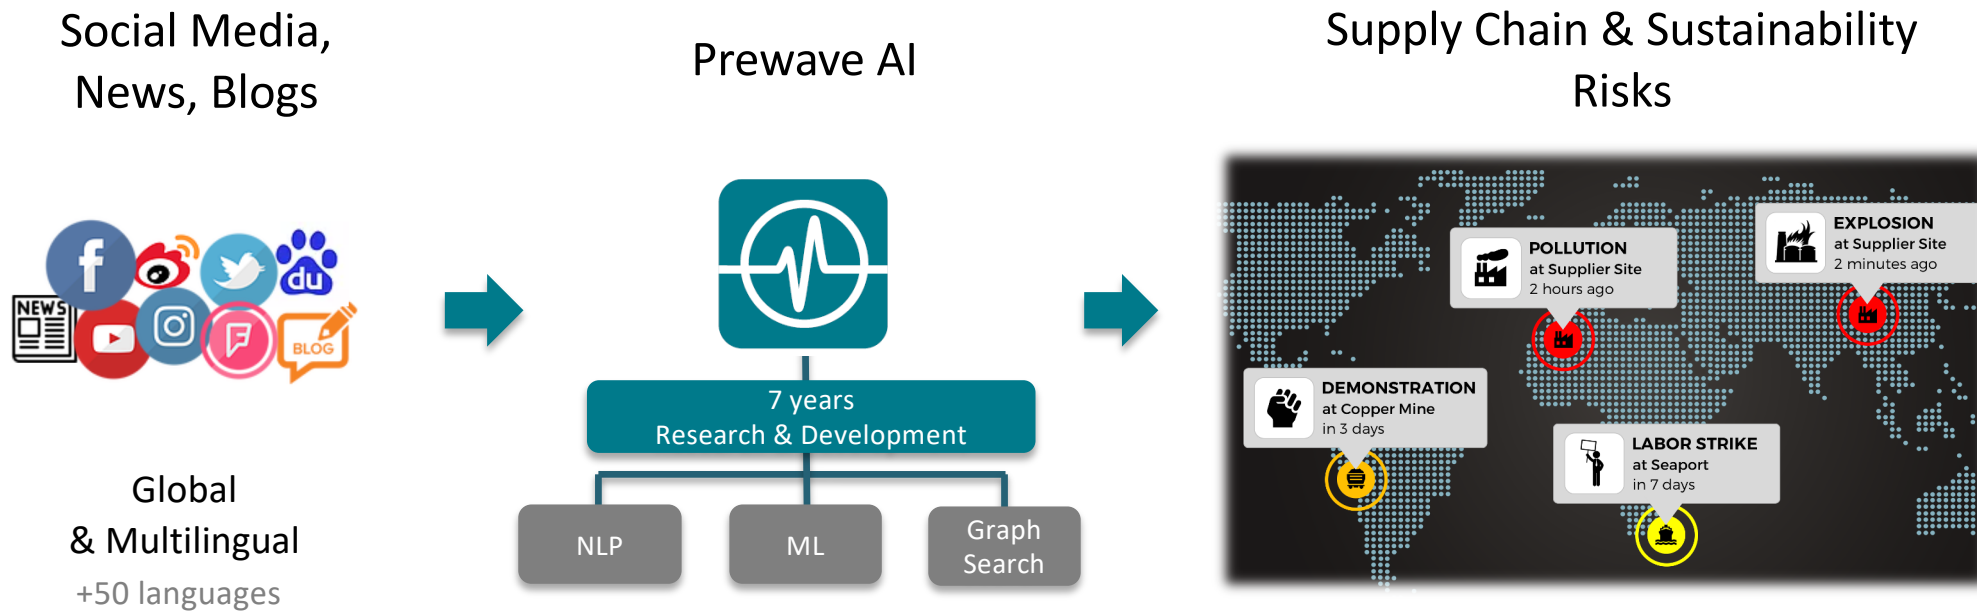 Social Media,
News, Blogs
Prewave AI
Supply Chain & Sustainability
Risks
f
du
NEWS
BLOG
Global
& Multilingual
+50 languages
7 years
Research & Development
NLP
ML
Graph
Search
EXPLOSION
at Supplier Site
2 minutes ago
POLLUTION
at Supplier Site
2 hours ago
DEMONSTRATION
at Copper Mine
in 3 days
LABOR STRIKE
at Seaport
in 7 days